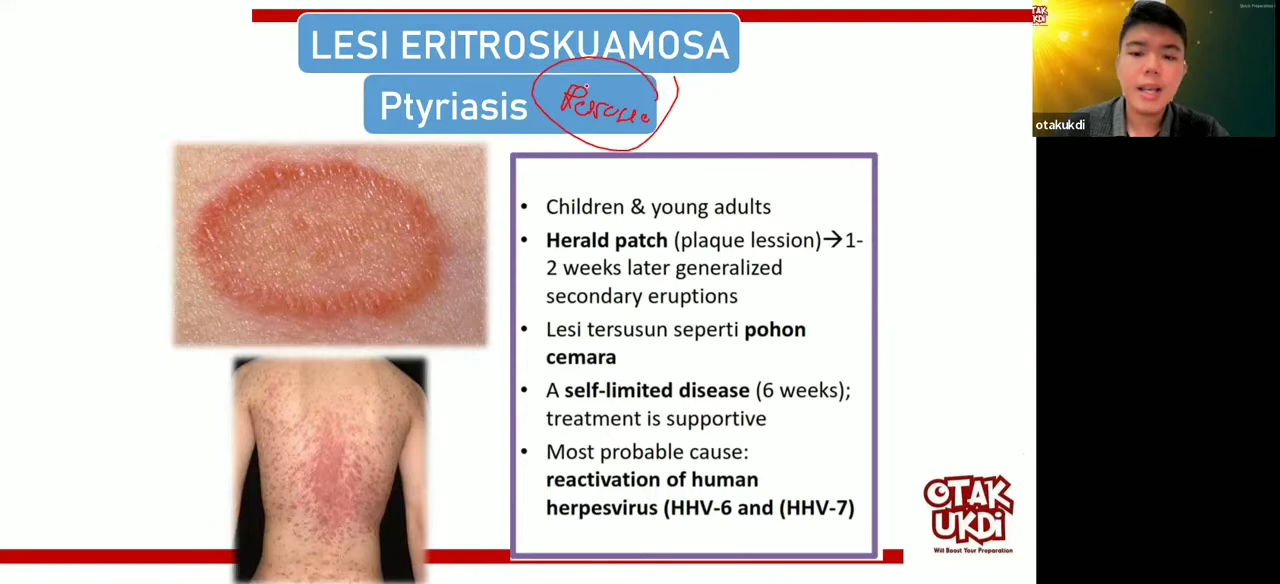 LESI ERITROSKUAMOSA
Ptyriasis
• Children & young adults
• Herald patch (plaque lession)→1-
2 weeks later generalized
secondary eruptions
• Lesi tersusun seperti pohon
cemara
• A self-limited disease (6 weeks);
treatment is supportive
• Most probable cause:
reactivation of human
herpesvirus (HHV-6 and (HHV-7)
OTAK
UKDi
Will Boost Your Preparation
OTAK
UKDi
otakukdi